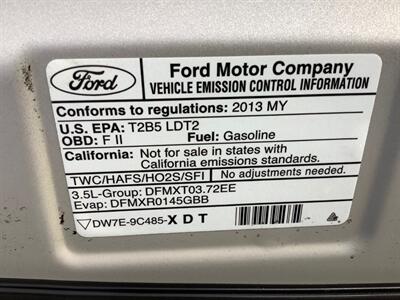 Ford
Ford Motor Company
VEHICLE EMISSION CONTROL INFORMATION
Conforms to regulations: 2013 MY
U.S. EPA: T2B5 LDT2
OBD: F II Fuel: Gasoline
California: Not for sale in states with
California emissions standards.
TWC/HAFS/HO2S/SFI No adjustments needed.
3.5L-Group: DFMXT03.72EE
Evap: DFMXR0145GBB
DW7E-9C485-XDT